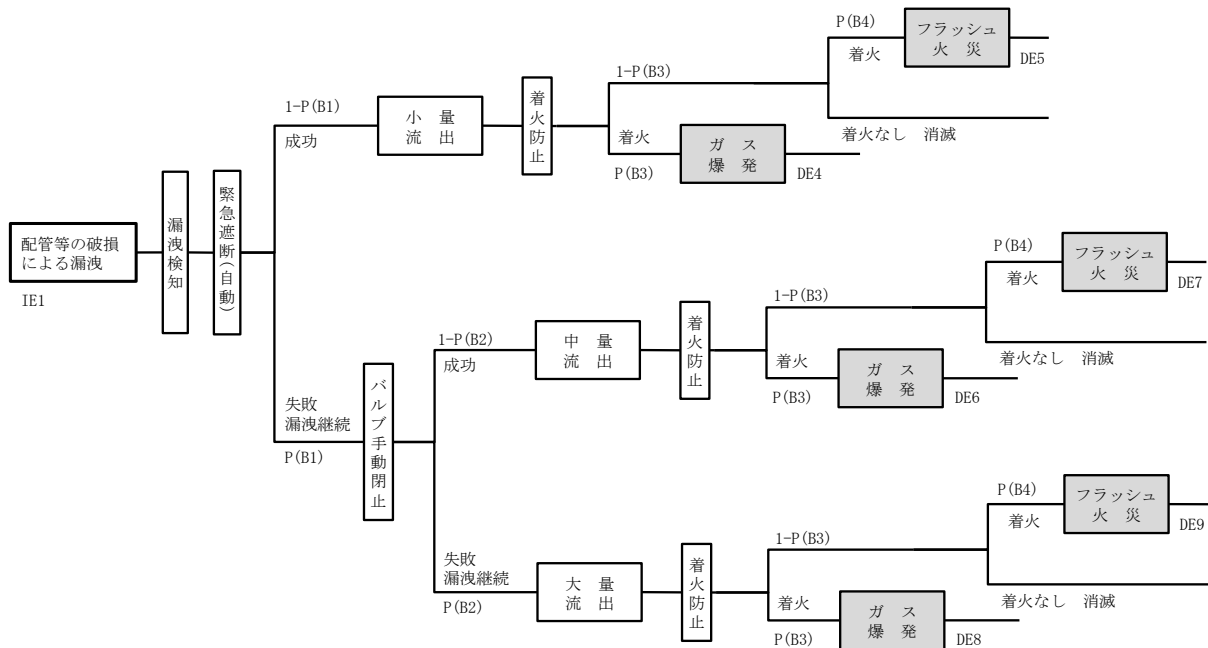 配管等の破損
による漏洩
IE1
漏洩検知
緊急遮断(自動)
1-P(B1)
成功
小 量
流 出
着火防止
1-P(B3)
着火
P(B3)
ガ ス
爆 発
DE4
P(B4)
着火
フラッシュ
火 災
DE5
着火なし 消滅
失敗
漏洩継続
P(B1)
バルブ手動閉止
1-P(B2)
成功
中 量
流 出
着火防止
1-P(B3)
着火
P(B3)
ガ ス
爆 発
DE6
P(B4)
着火
フラッシュ
火 災
DE7
着火なし 消滅
失敗
漏洩継続
P(B2)
大 量
流 出
着火防止
1-P(B3)
着火
P(B3)
ガ ス
爆 発
DE8
P(B4)
着火
フラッシュ
火 災
DE9
着火なし 消滅